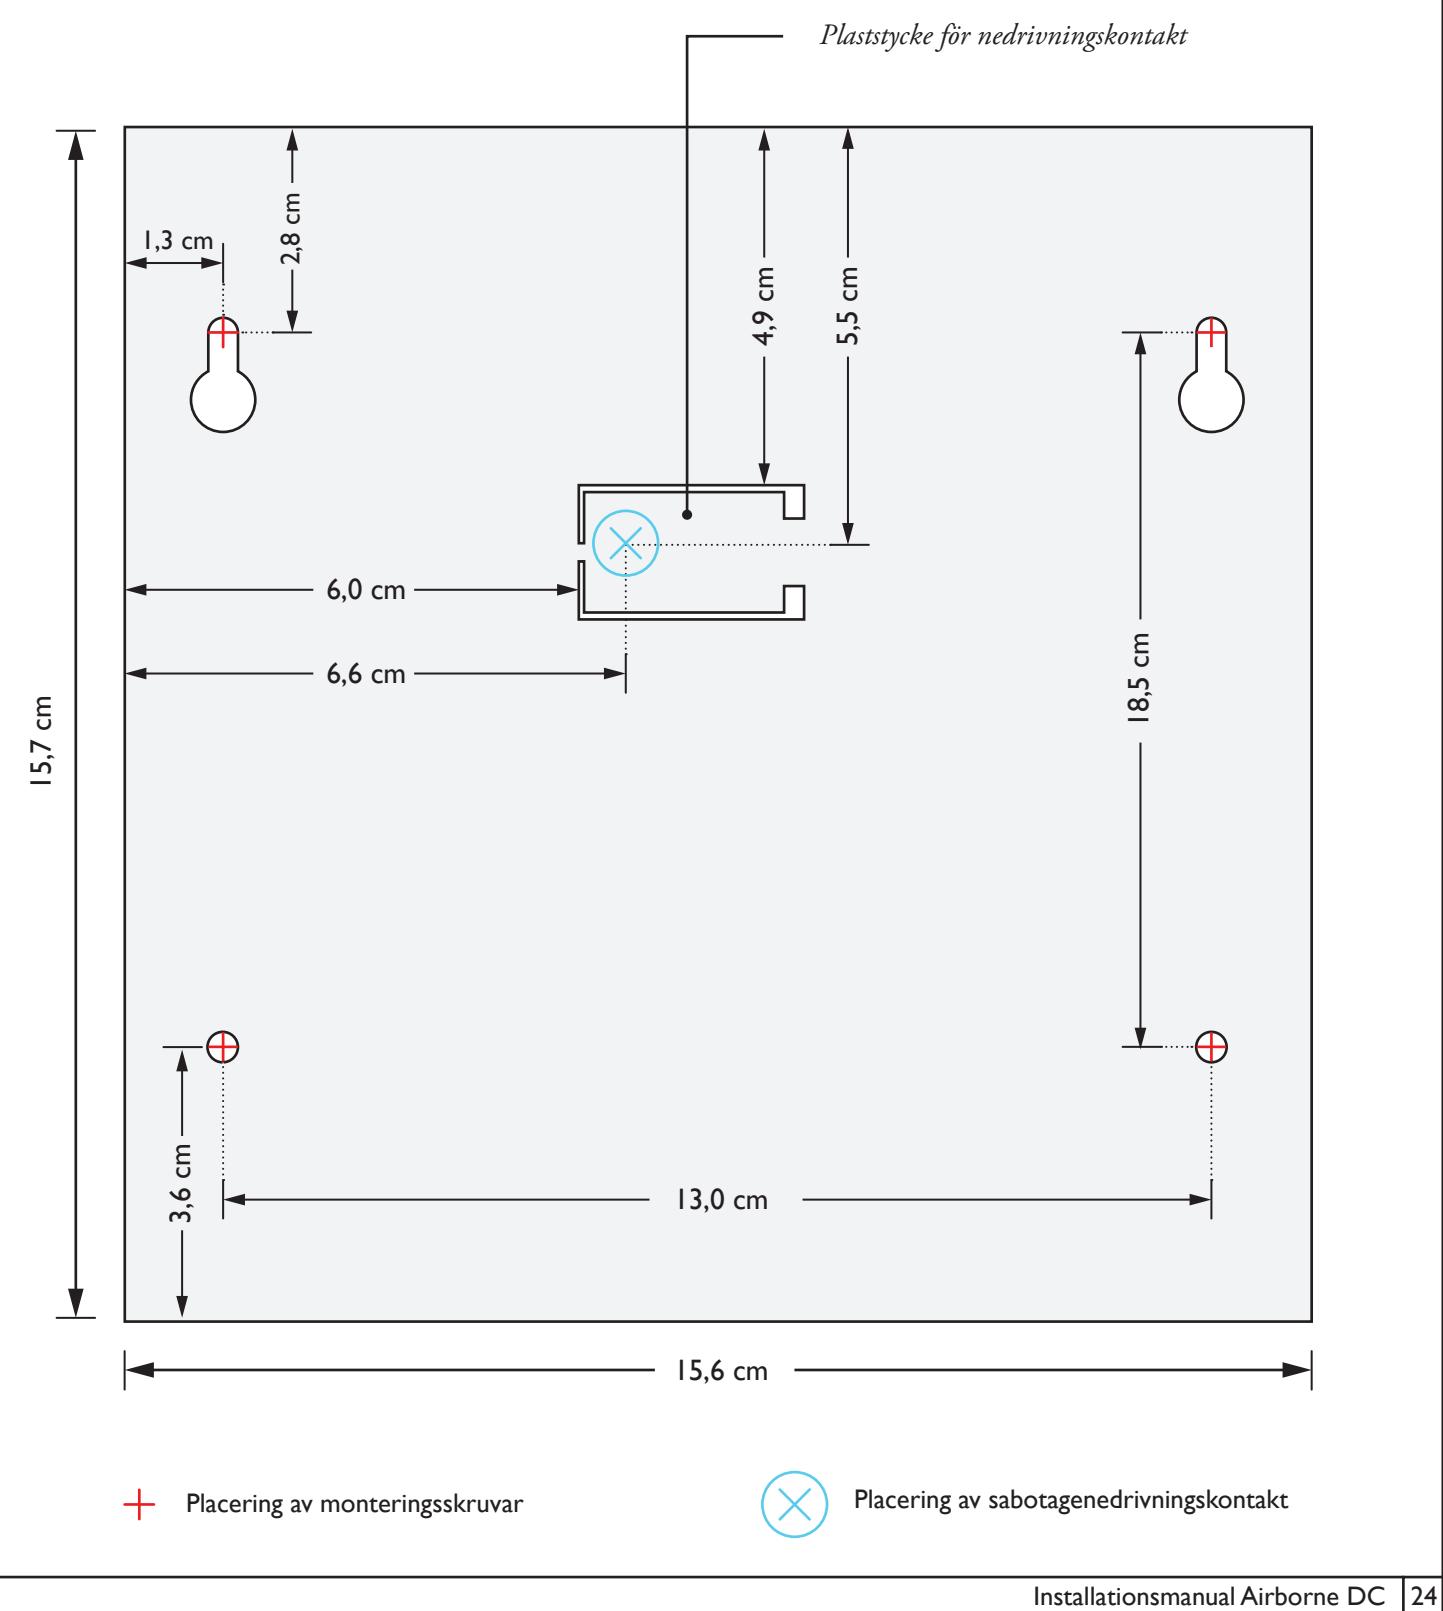 Plaststycke för nedrivningskontakt
1,3 cm
2,8 cm
4,9 cm
5,5 cm
6,0 cm
6,6 cm
18,5 cm
15,7 cm
3,6 cm
13,0 cm
15,6 cm
Placering av monteringsskruvar
Placering av sabotagenedrivningskontakt
Installationsmanual Airborne DC 24